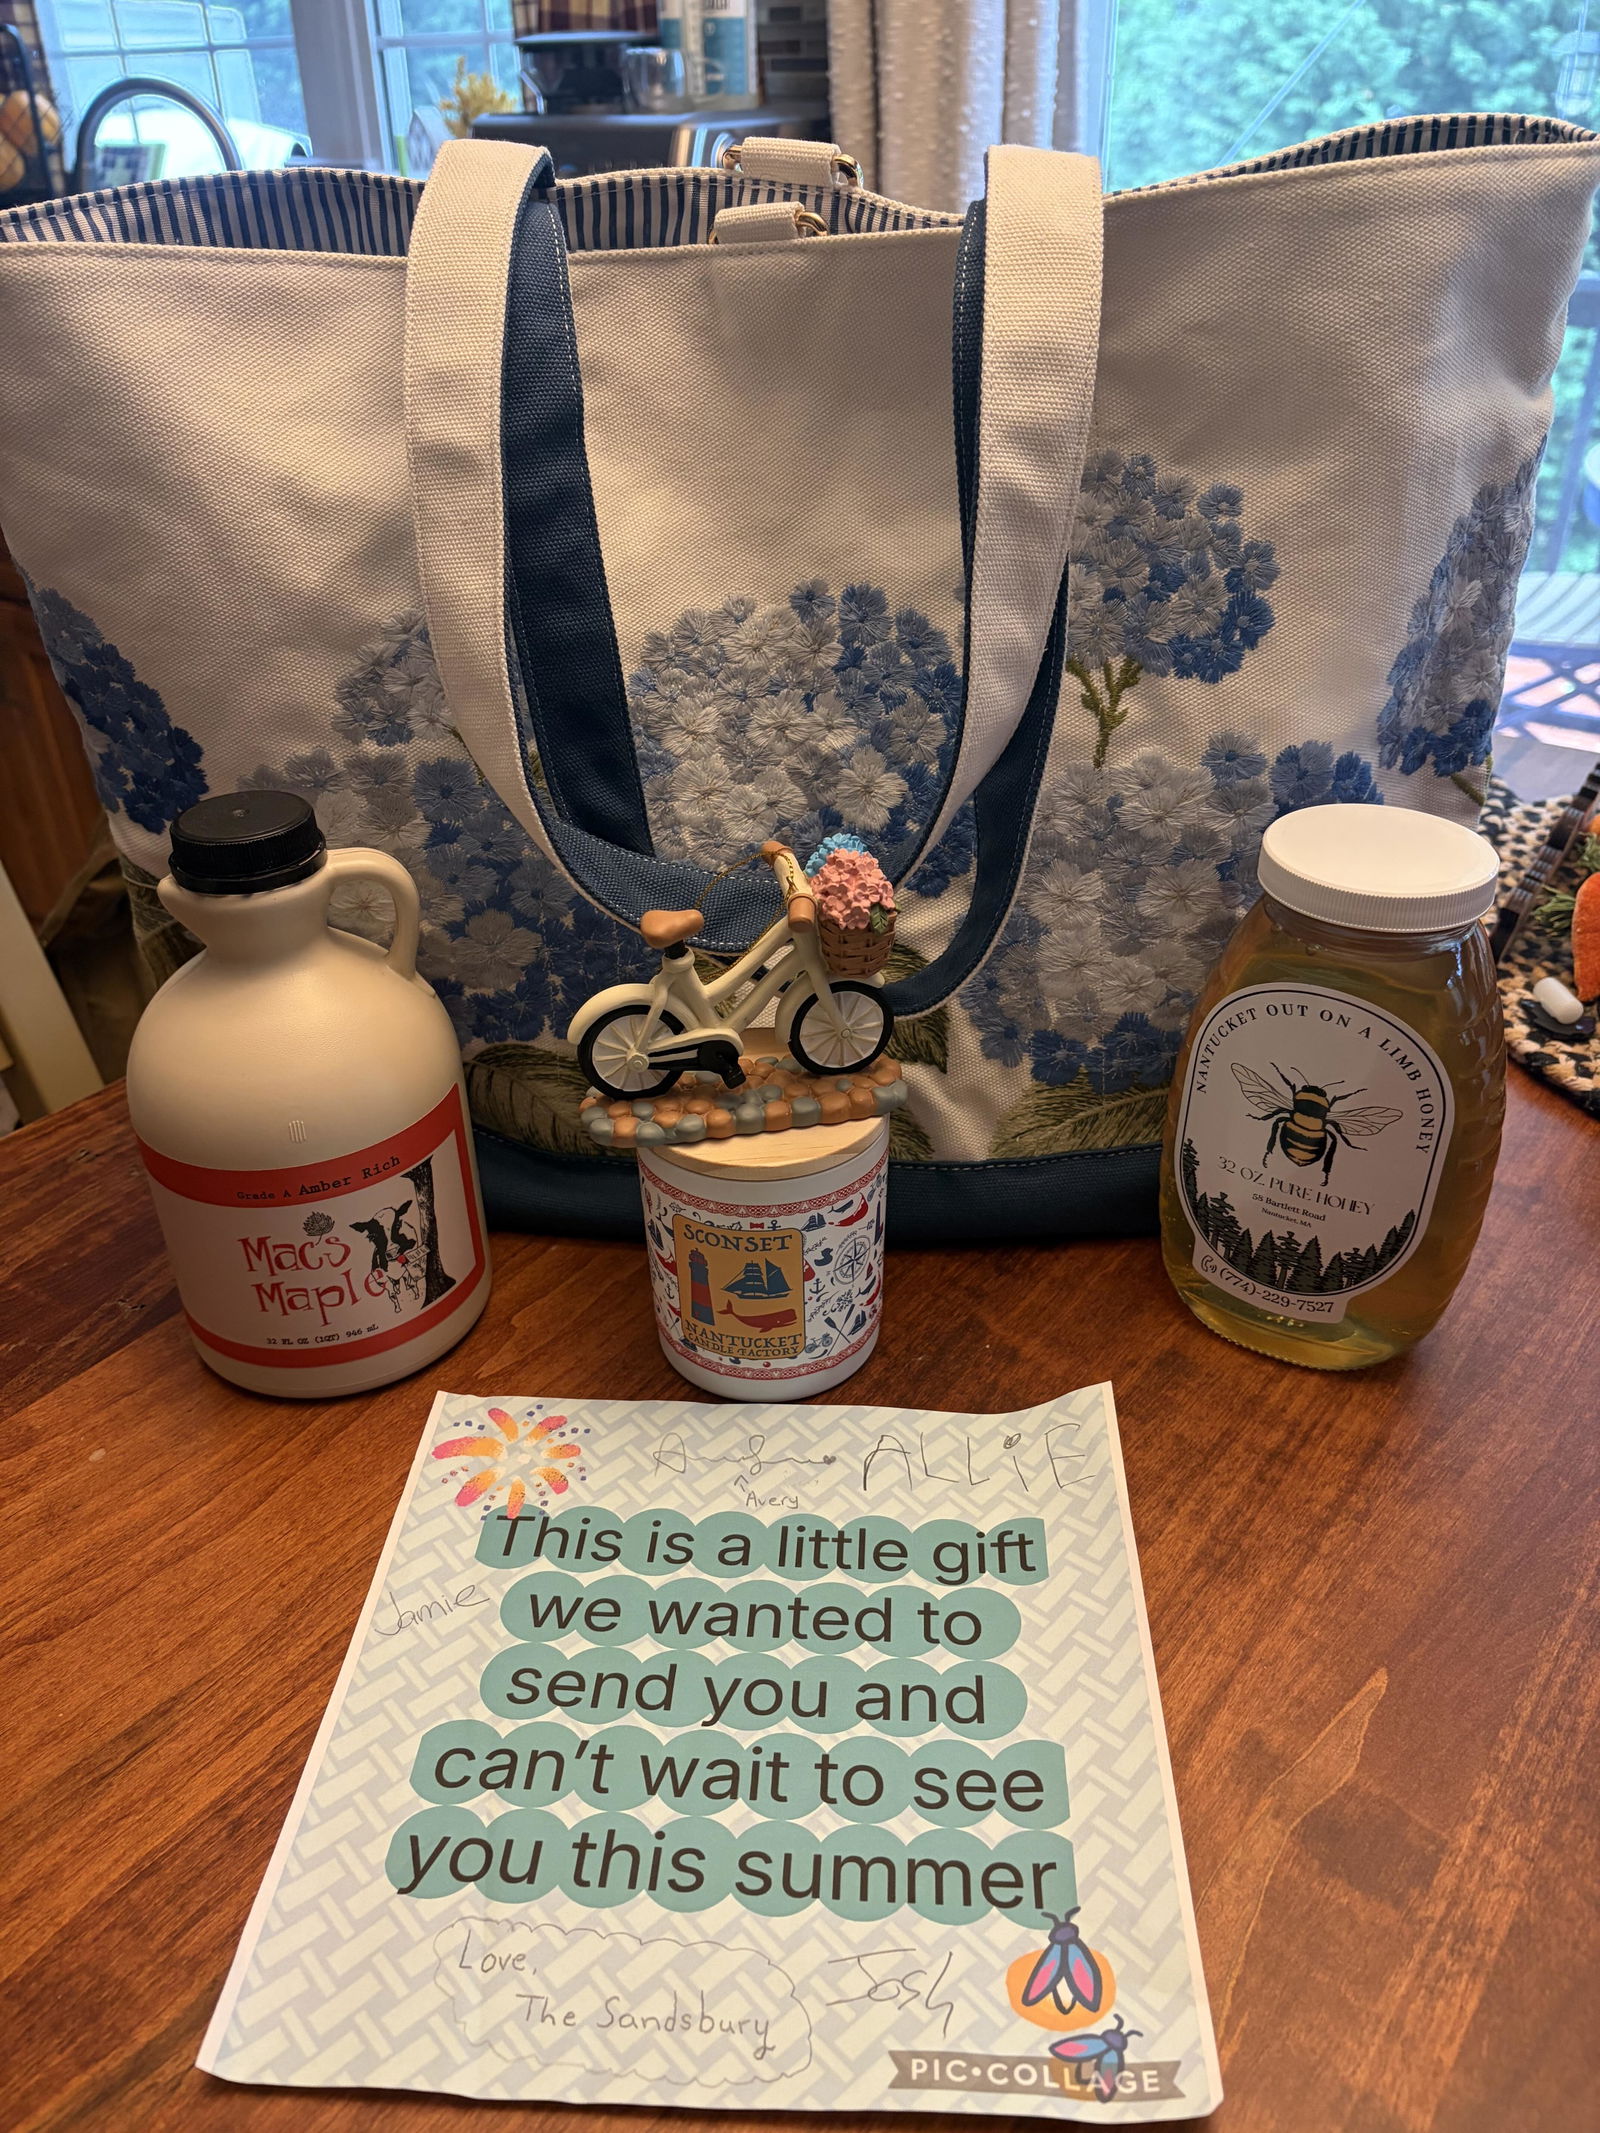 Grade A Amber Rich
Mac's
Maple
32 FL OZ (1QT) 946 mL
SCONSET
NANTUCKET
CANDLE FACTORY
NANTUCKET OUT ON A LIMB HONEY
32 OZ. PURE HONEY
58 Bartlett Road
Nantucket, MA
(774)-229-7527
ALLiE
Avery
This is a little gift
we wanted to
Jamie
send you and
can't wait to see
you this summer
Love,
The Sandsbury
Josh
PIC•COLLAGE